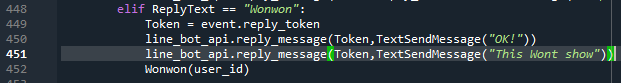 448 elif ReplyText == "Wonwon":
449 Token = event.reply_token
450 line_bot_api.reply_message(Token,TextSendMessage("OK!"))
451 line_bot_api.reply_message(Token,TextSendMessage("This Wont show"))
452 Wonwon(user_id)